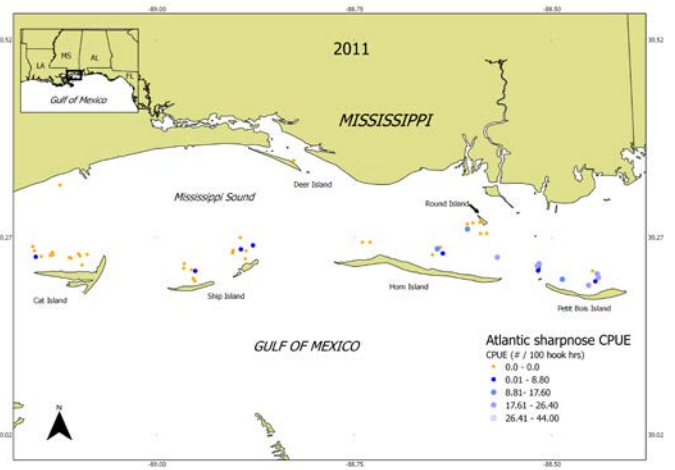 -89.00 -88.75 -88.50
30.52 30.52
2011
MS
LA AL
FL
Gulf of Mexico
MISSISSIPPI
Deer Island
Mississippi Sound
Round Island
30.27 30.27
Cat Island
Ship Island
Horn Island
Petit Bois Island
GULF OF MEXICO
Atlantic sharpnose CPUE
CPUE (# / 100 hook hrs)
0.0 - 0.0
0.01 - 8.80
8.81- 17.60
17.61 - 26.40
26.41 - 44.00
N
30.02 30.02
-89.00 -88.75 -88.50